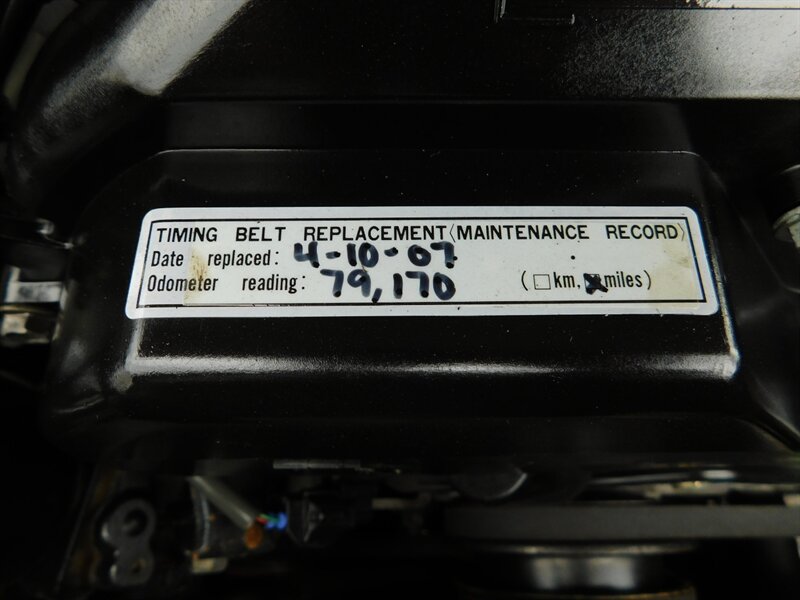 TIMING BELT REPLACEMENT (MAINTENANCE RECORD)
Date replaced: 4-10-07
Odometer reading: 79,170 (☐km, ☒miles)